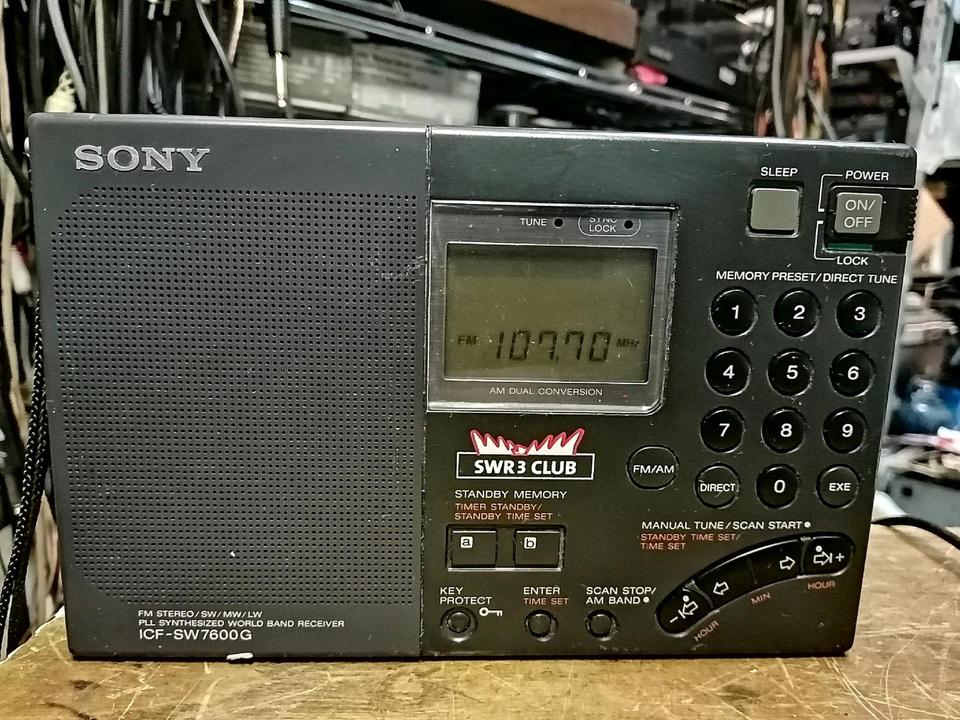 SONY
SLEEP
POWER
ON/
OFF
LOCK
TUNE
SYNC
LOCK
MEMORY PRESET/DIRECT TUNE
1 2 3
4 5 6
7 8 9
FM 107.70 MHz
AM DUAL CONVERSION
SWR3 CLUB
FM/AM
DIRECT 0 EXE
STANDBY MEMORY
TIMER STANDBY/
STANDBY TIME SET
a b
MANUAL TUNE/SCAN START
STANDBY TIME SET/
TIME SET
+
HOUR
MIN
−
HOUR
KEY
PROTECT
ENTER
TIME SET
SCAN STOP/
AM BAND
FM STEREO/SW/MW/LW
PLL SYNTHESIZED WORLD BAND RECEIVER
ICF-SW7600G